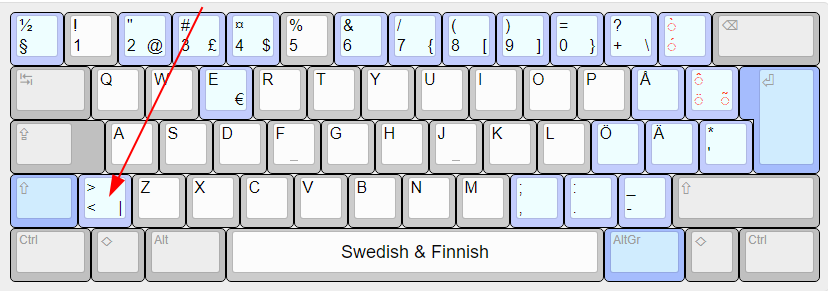 ½ ! " # ¤ % & / ( ) = ? ◌̀ ⌫
§ 1 2 @ 3 £ 4 $ 5 6 7 { 8 [ 9 ] 0 } + \ ◌́
↹ Q W E R T Y U I O P Å ◌̂ ⏎
€ ◌̈ ◌̃
⇪ A S D F G H J K L Ö Ä *
_ _ '
⇧ > Z X C V B N M ; : _ ⇧
< | , . -
Ctrl ◇ Alt Swedish & Finnish AltGr ◇ Ctrl